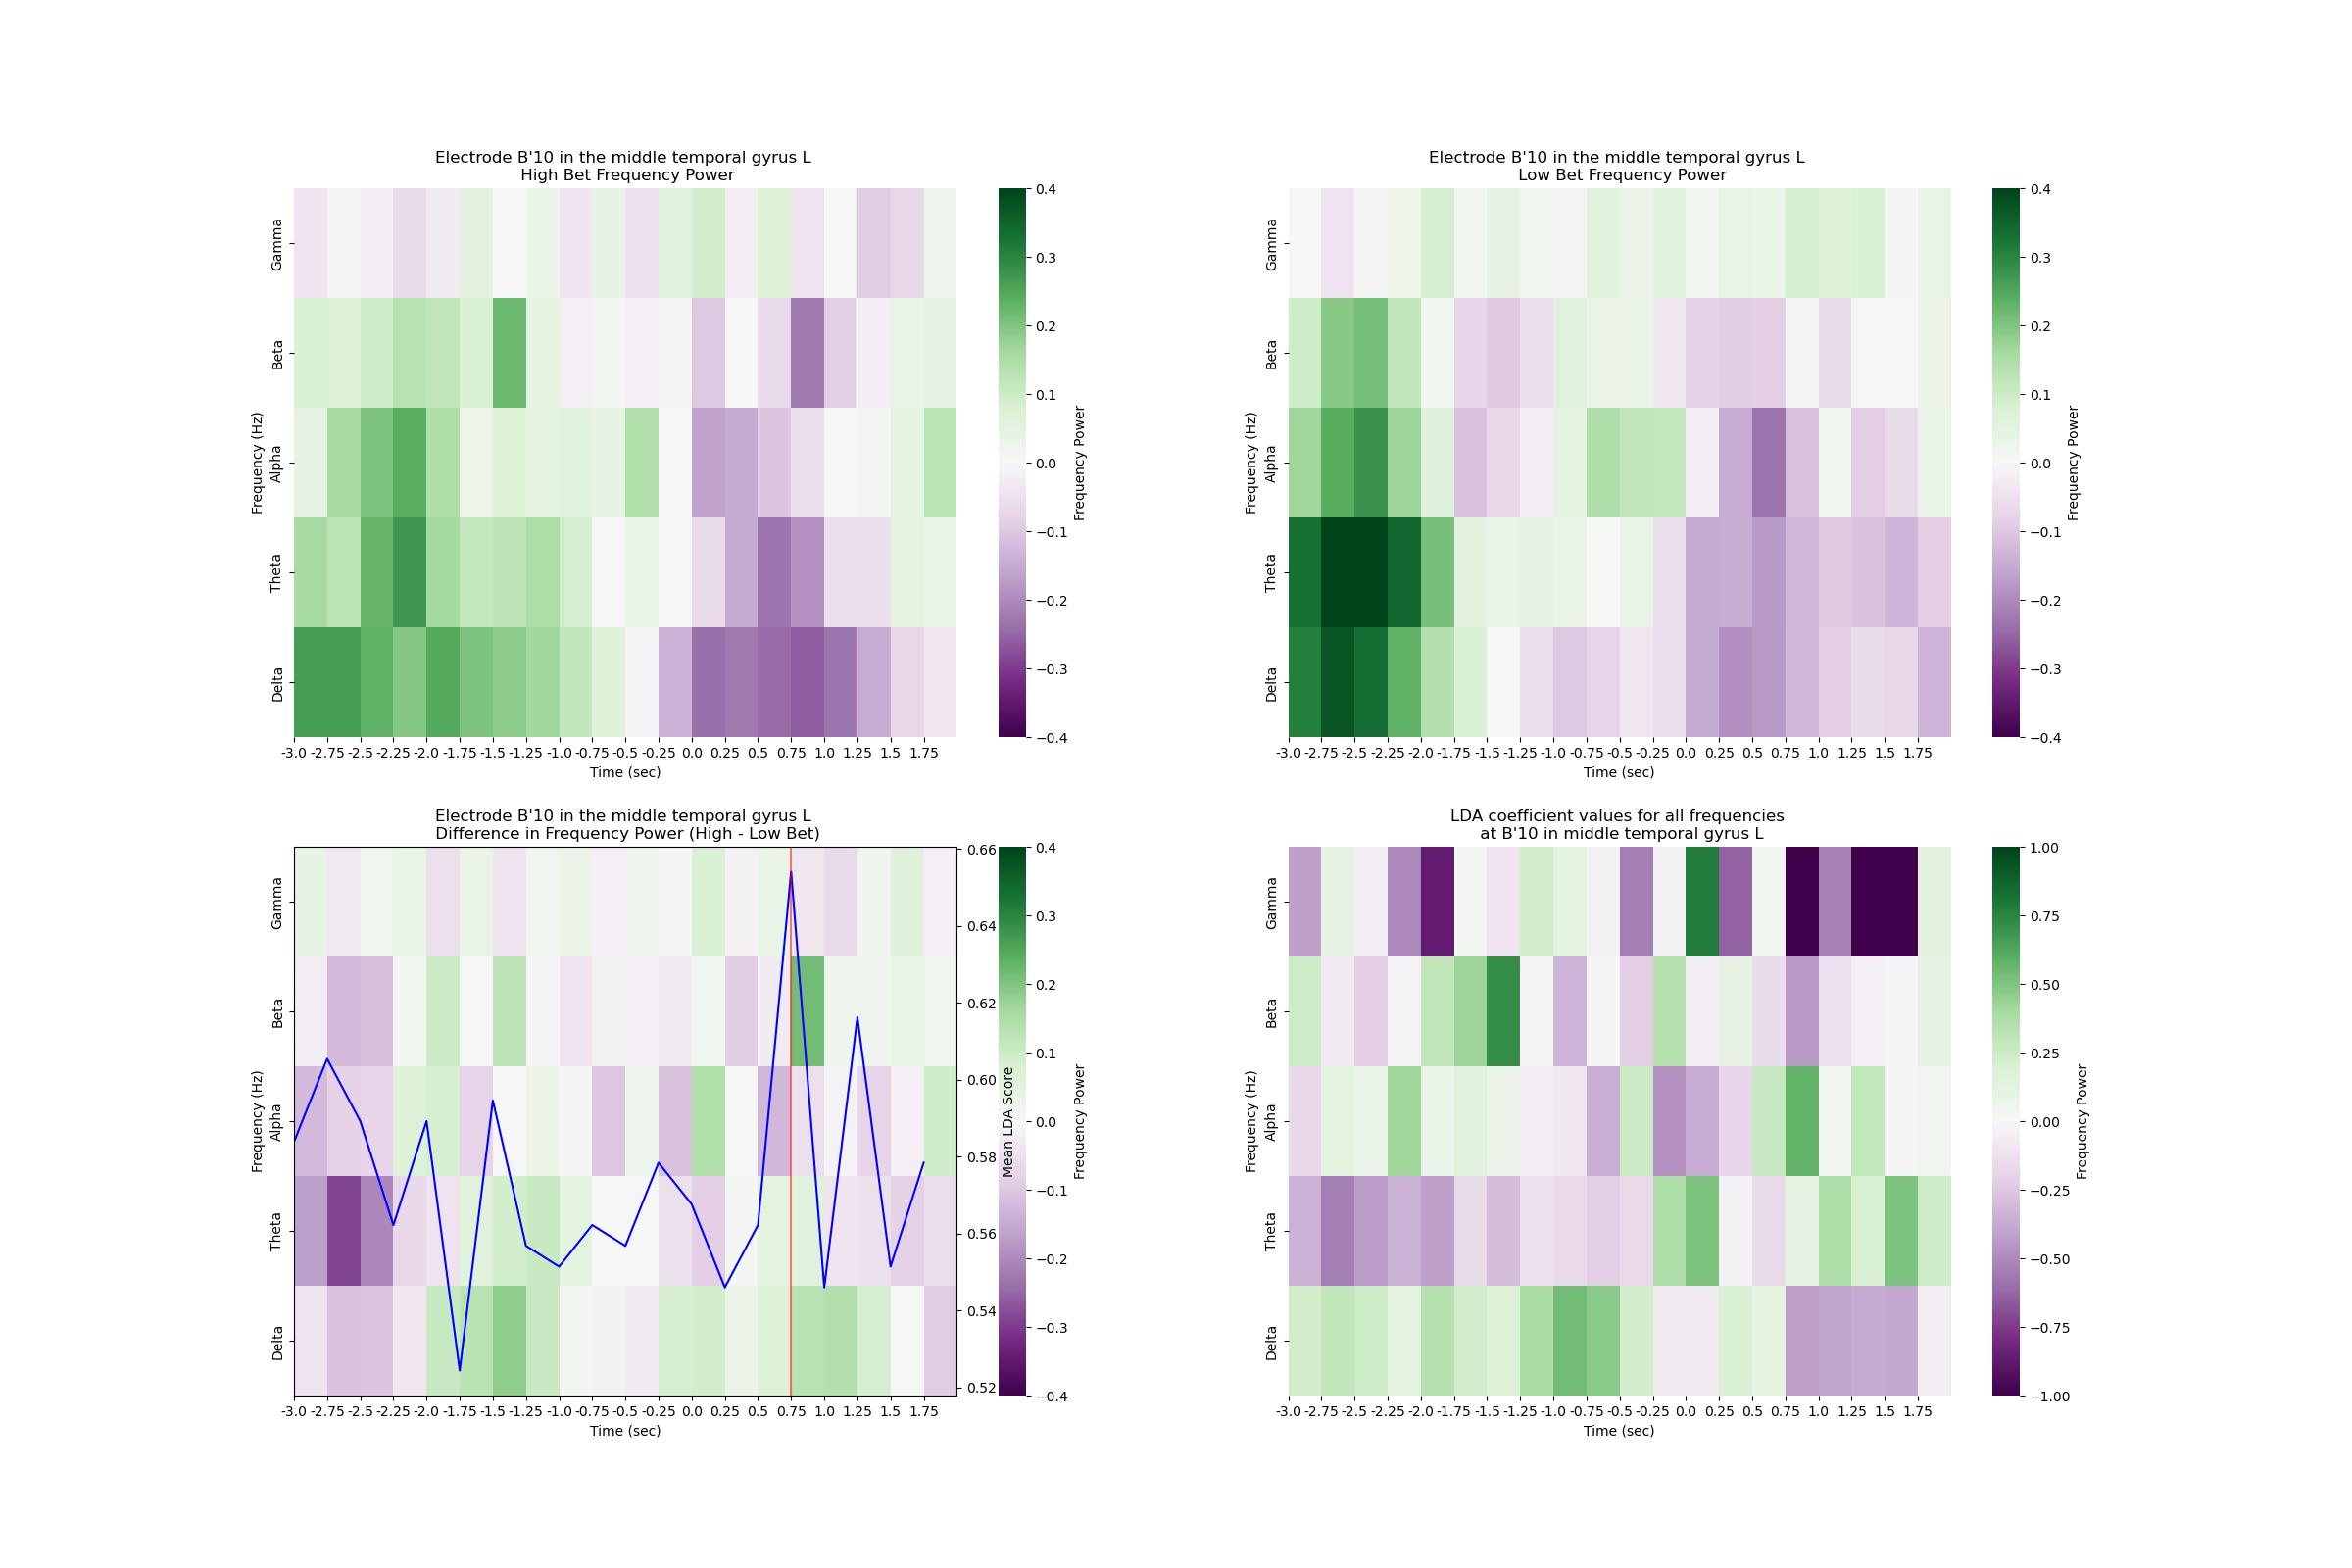 Electrode B'10 in the middle temporal gyrus L
High Bet Frequency Power
Gamma
Beta
Alpha
Theta
Delta
Frequency (Hz)
-3.0 -2.75 -2.5 -2.25 -2.0 -1.75 -1.5 -1.25 -1.0 -0.75 -0.5 -0.25 0.0 0.25 0.5 0.75 1.0 1.25 1.5 1.75
Time (sec)
0.4
0.3
0.2
0.1
0.0
−0.1
−0.2
−0.3
−0.4
Frequency Power
Electrode B'10 in the middle temporal gyrus L
Low Bet Frequency Power
Gamma
Beta
Alpha
Theta
Delta
Frequency (Hz)
-3.0 -2.75 -2.5 -2.25 -2.0 -1.75 -1.5 -1.25 -1.0 -0.75 -0.5 -0.25 0.0 0.25 0.5 0.75 1.0 1.25 1.5 1.75
Time (sec)
0.4
0.3
0.2
0.1
0.0
−0.1
−0.2
−0.3
−0.4
Frequency Power
Electrode B'10 in the middle temporal gyrus L
Difference in Frequency Power (High - Low Bet)
Gamma
Beta
Alpha
Theta
Delta
Frequency (Hz)
-3.0 -2.75 -2.5 -2.25 -2.0 -1.75 -1.5 -1.25 -1.0 -0.75 -0.5 -0.25 0.0 0.25 0.5 0.75 1.0 1.25 1.5 1.75
Time (sec)
0.66
0.64
0.62
0.60
0.58
0.56
0.54
0.52
Mean LDA Score
0.4
0.3
0.2
0.1
0.0
−0.1
−0.2
−0.3
−0.4
Frequency Power
LDA coefficient values for all frequencies
at B'10 in middle temporal gyrus L
Gamma
Beta
Alpha
Theta
Delta
Frequency (Hz)
-3.0 -2.75 -2.5 -2.25 -2.0 -1.75 -1.5 -1.25 -1.0 -0.75 -0.5 -0.25 0.0 0.25 0.5 0.75 1.0 1.25 1.5 1.75
Time (sec)
1.00
0.75
0.50
0.25
0.00
−0.25
−0.50
−0.75
−1.00
Frequency Power